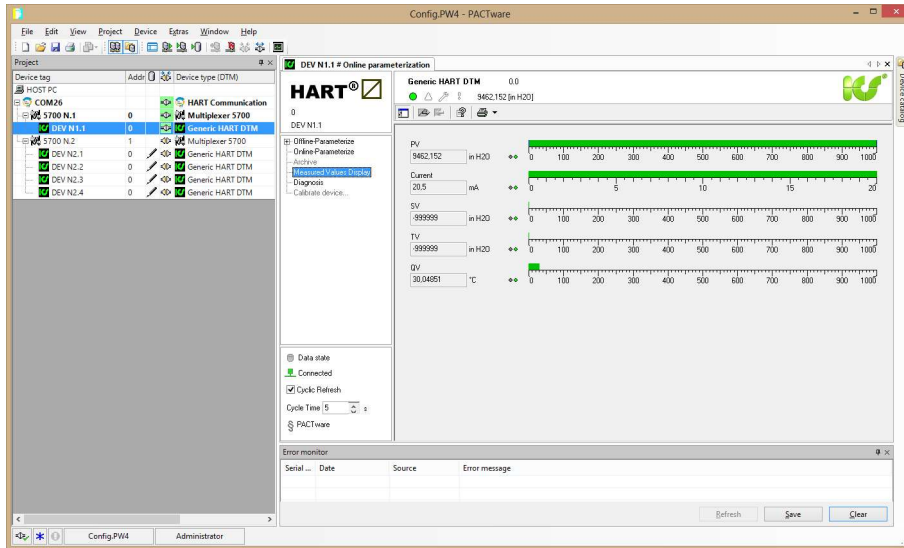 Config.PW4 - PACTware
File Edit View Project Device Extras Window Help
Project
Device tag Addr Device type (DTM)
HOST PC
COM26 HART Communication
5700 N.1 0 Multiplexer 5700
DEV N1.1 0 Generic HART DTM
5700 N.2 1 Multiplexer 5700
DEV N2.1 0 Generic HART DTM
DEV N2.2 0 Generic HART DTM
DEV N2.3 0 Generic HART DTM
DEV N2.4 0 Generic HART DTM
DEV N1.1 # Online parameterization
HART®
0
DEV N1.1
Generic HART DTM 0.0
9462,152 [in H2O]
Offline-Parameterize
Online-Parameterize
Archive
Measured Values Display
Diagnosis
Calibrate device...
PV
9462,152 in H2O 0 100 200 300 400 500 600 700 800 900 1000
Current
20,5 mA 0 5 10 15 20
SV
-999999 in H2O 0 100 200 300 400 500 600 700 800 900 1000
TV
-999999 in H2O 0 100 200 300 400 500 600 700 800 900 1000
QV
30,04851 °C 0 100 200 300 400 500 600 700 800 900 1000
Data state
Connected
Cyclic Refresh
Cycle Time 5 s
PACTware
Device catalog
Error monitor
Serial ... Date Source Error message
Refresh Save Clear
Config.PW4 Administrator